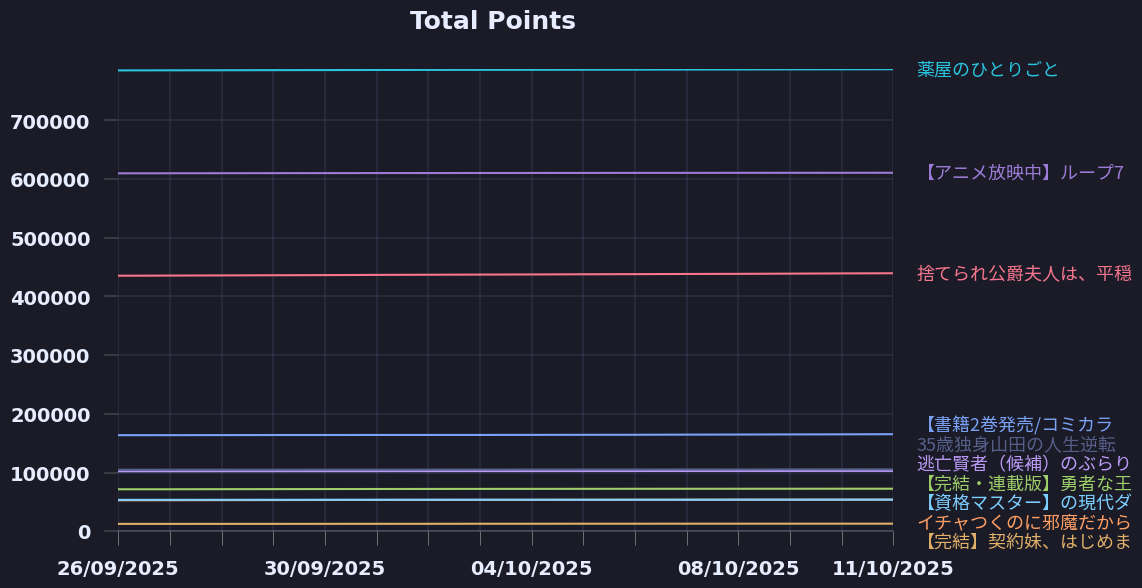 Total Points
薬屋のひとりごと
700000
【アニメ放映中】ループ7
600000
500000
捨てられ公爵夫人は、平穏
400000
300000
200000
【書籍2巻発売/コミカラ
35歳独身山田の人生逆転
逃亡賢者（候補）のぶらり
100000
【完結・連載版】勇者な王
【資格マスター】の現代ダ
イチャつくのに邪魔だから
0
【完結】契約妹、はじめま
26/09/2025 30/09/2025 04/10/2025 08/10/2025 11/10/2025